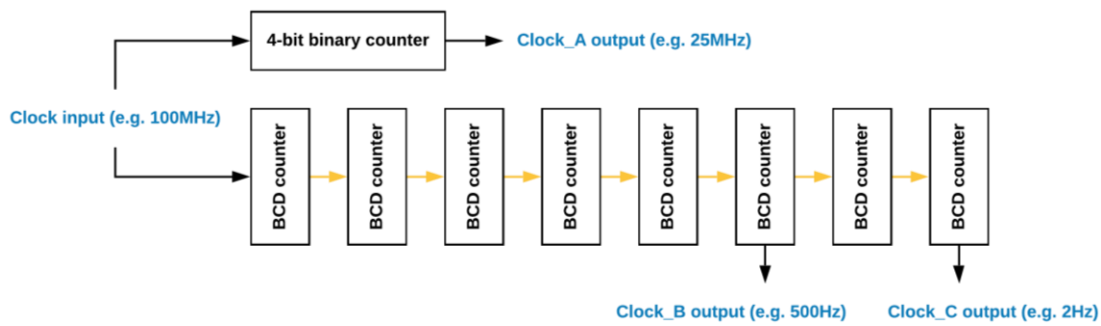 4-bit binary counter
Clock_A output (e.g. 25MHz)
Clock input (e.g. 100MHz)
BCD counter
BCD counter
BCD counter
BCD counter
BCD counter
BCD counter
BCD counter
BCD counter
Clock_B output (e.g. 500Hz)
Clock_C output (e.g. 2Hz)